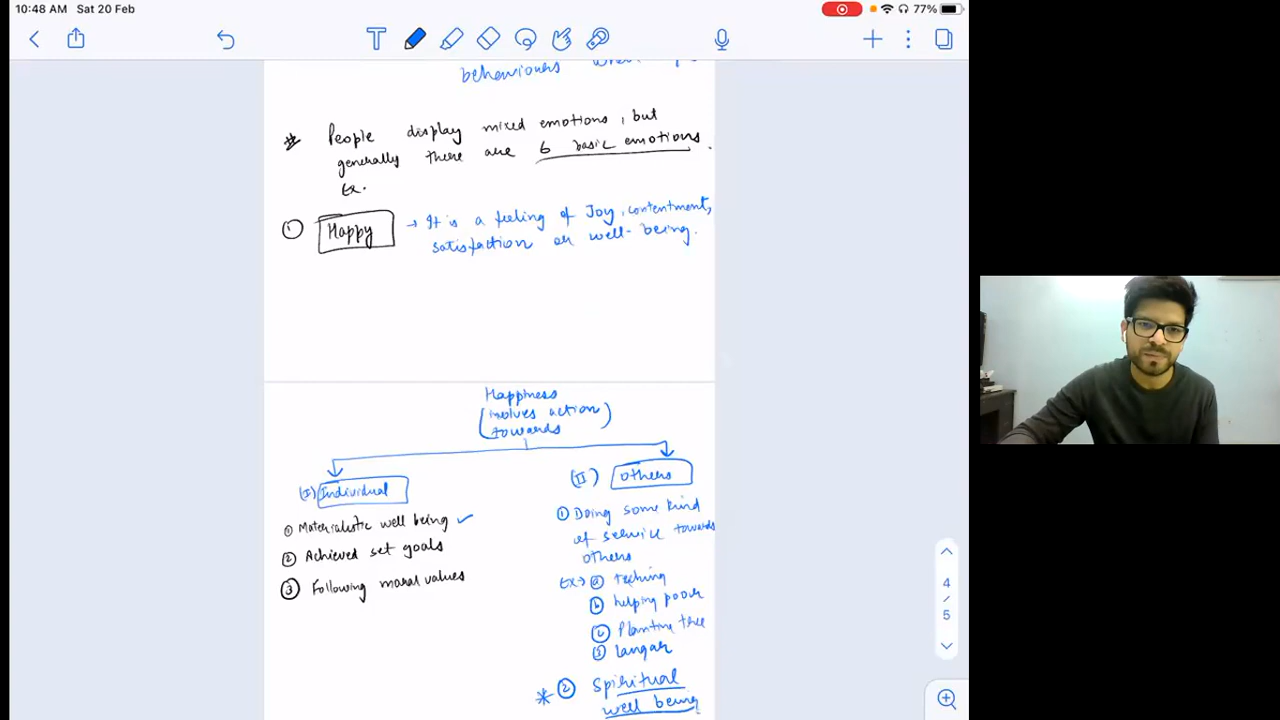 10:48 AM Sat 20 Feb
77%
behaviours
* People display mixed emotions, but
generally there are 6 basic emotions.
Ex.
① Happy → It is a feeling of Joy, contentment,
satisfaction or well-being.
Happiness
(involves action
towards)
(I) Individual
① Materialistic well being ✓
② Achieved set goals
③ Following moral values
(II) Others
① Doing some kind
of service towards
others
Ex→ ⓐ teching
ⓑ helping poor
ⓒ Planting tree
ⓓ Langar
* ② Spiritual
well being
4
/
5